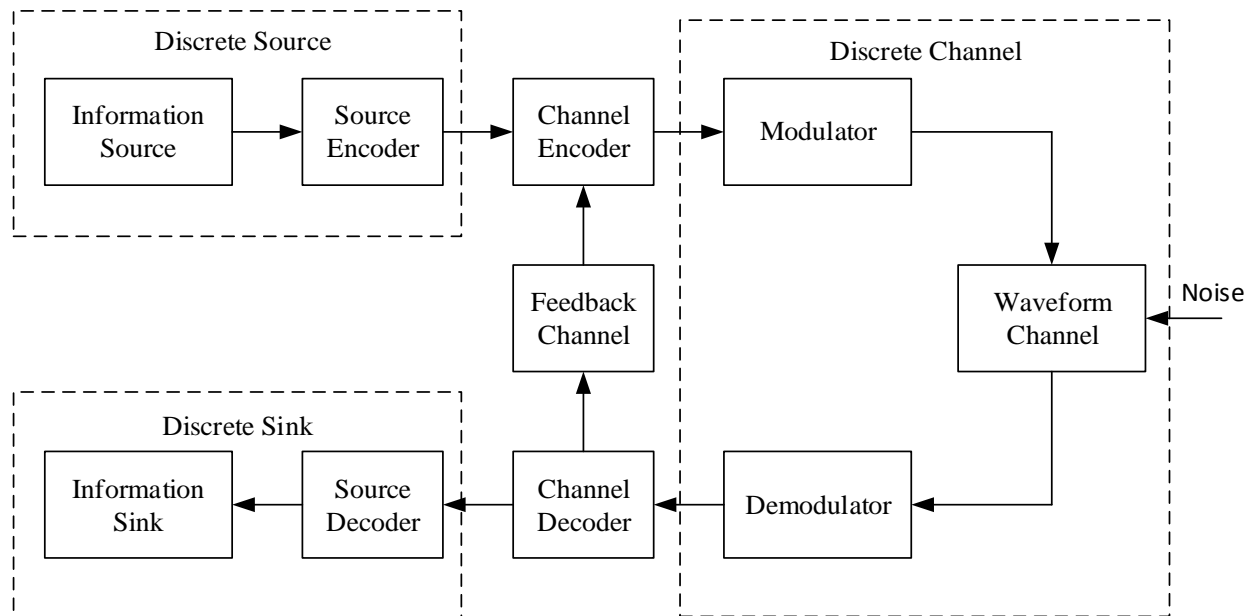 Discrete Source
Information
Source
Source
Encoder
Channel
Encoder
Discrete Channel
Modulator
Feedback
Channel
Waveform
Channel
Noise
Discrete Sink
Information
Sink
Source
Decoder
Channel
Decoder
Demodulator